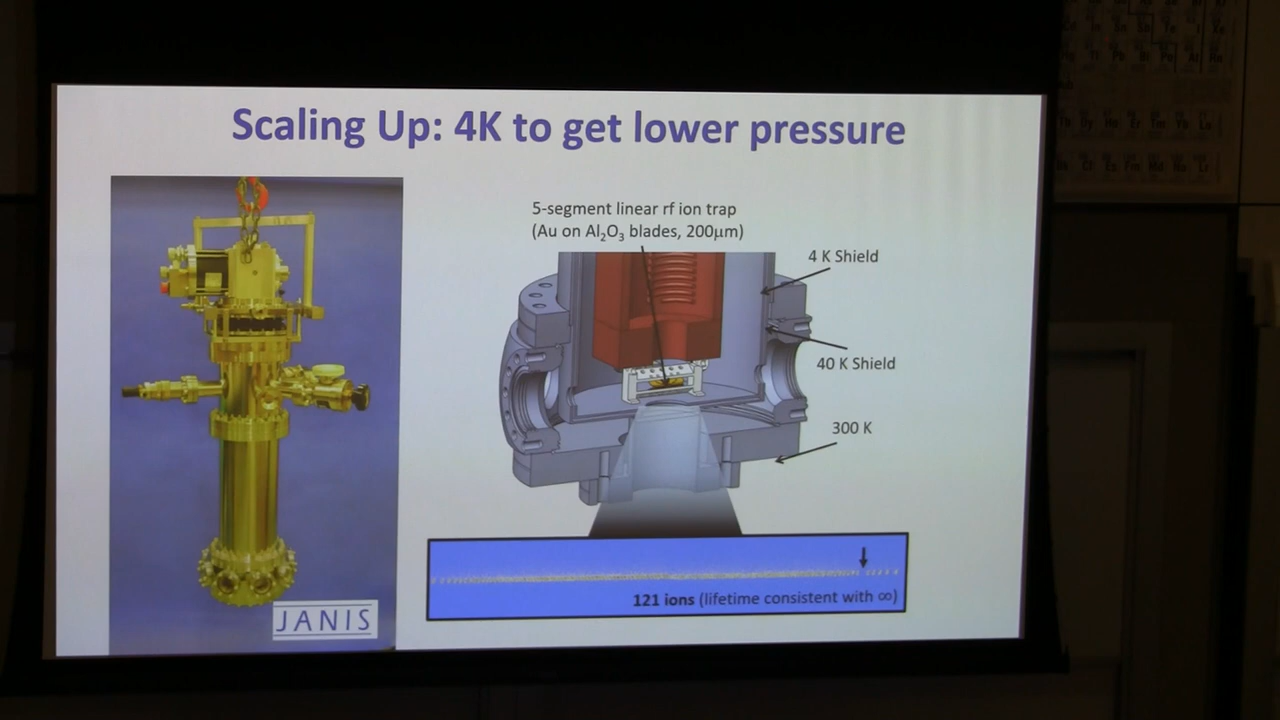 Scaling Up: 4K to get lower pressure
5-segment linear rf ion trap
(Au on Al₂O₃ blades, 200μm)
4 K Shield
40 K Shield
300 K
121 ions (lifetime consistent with ∞)
JANIS